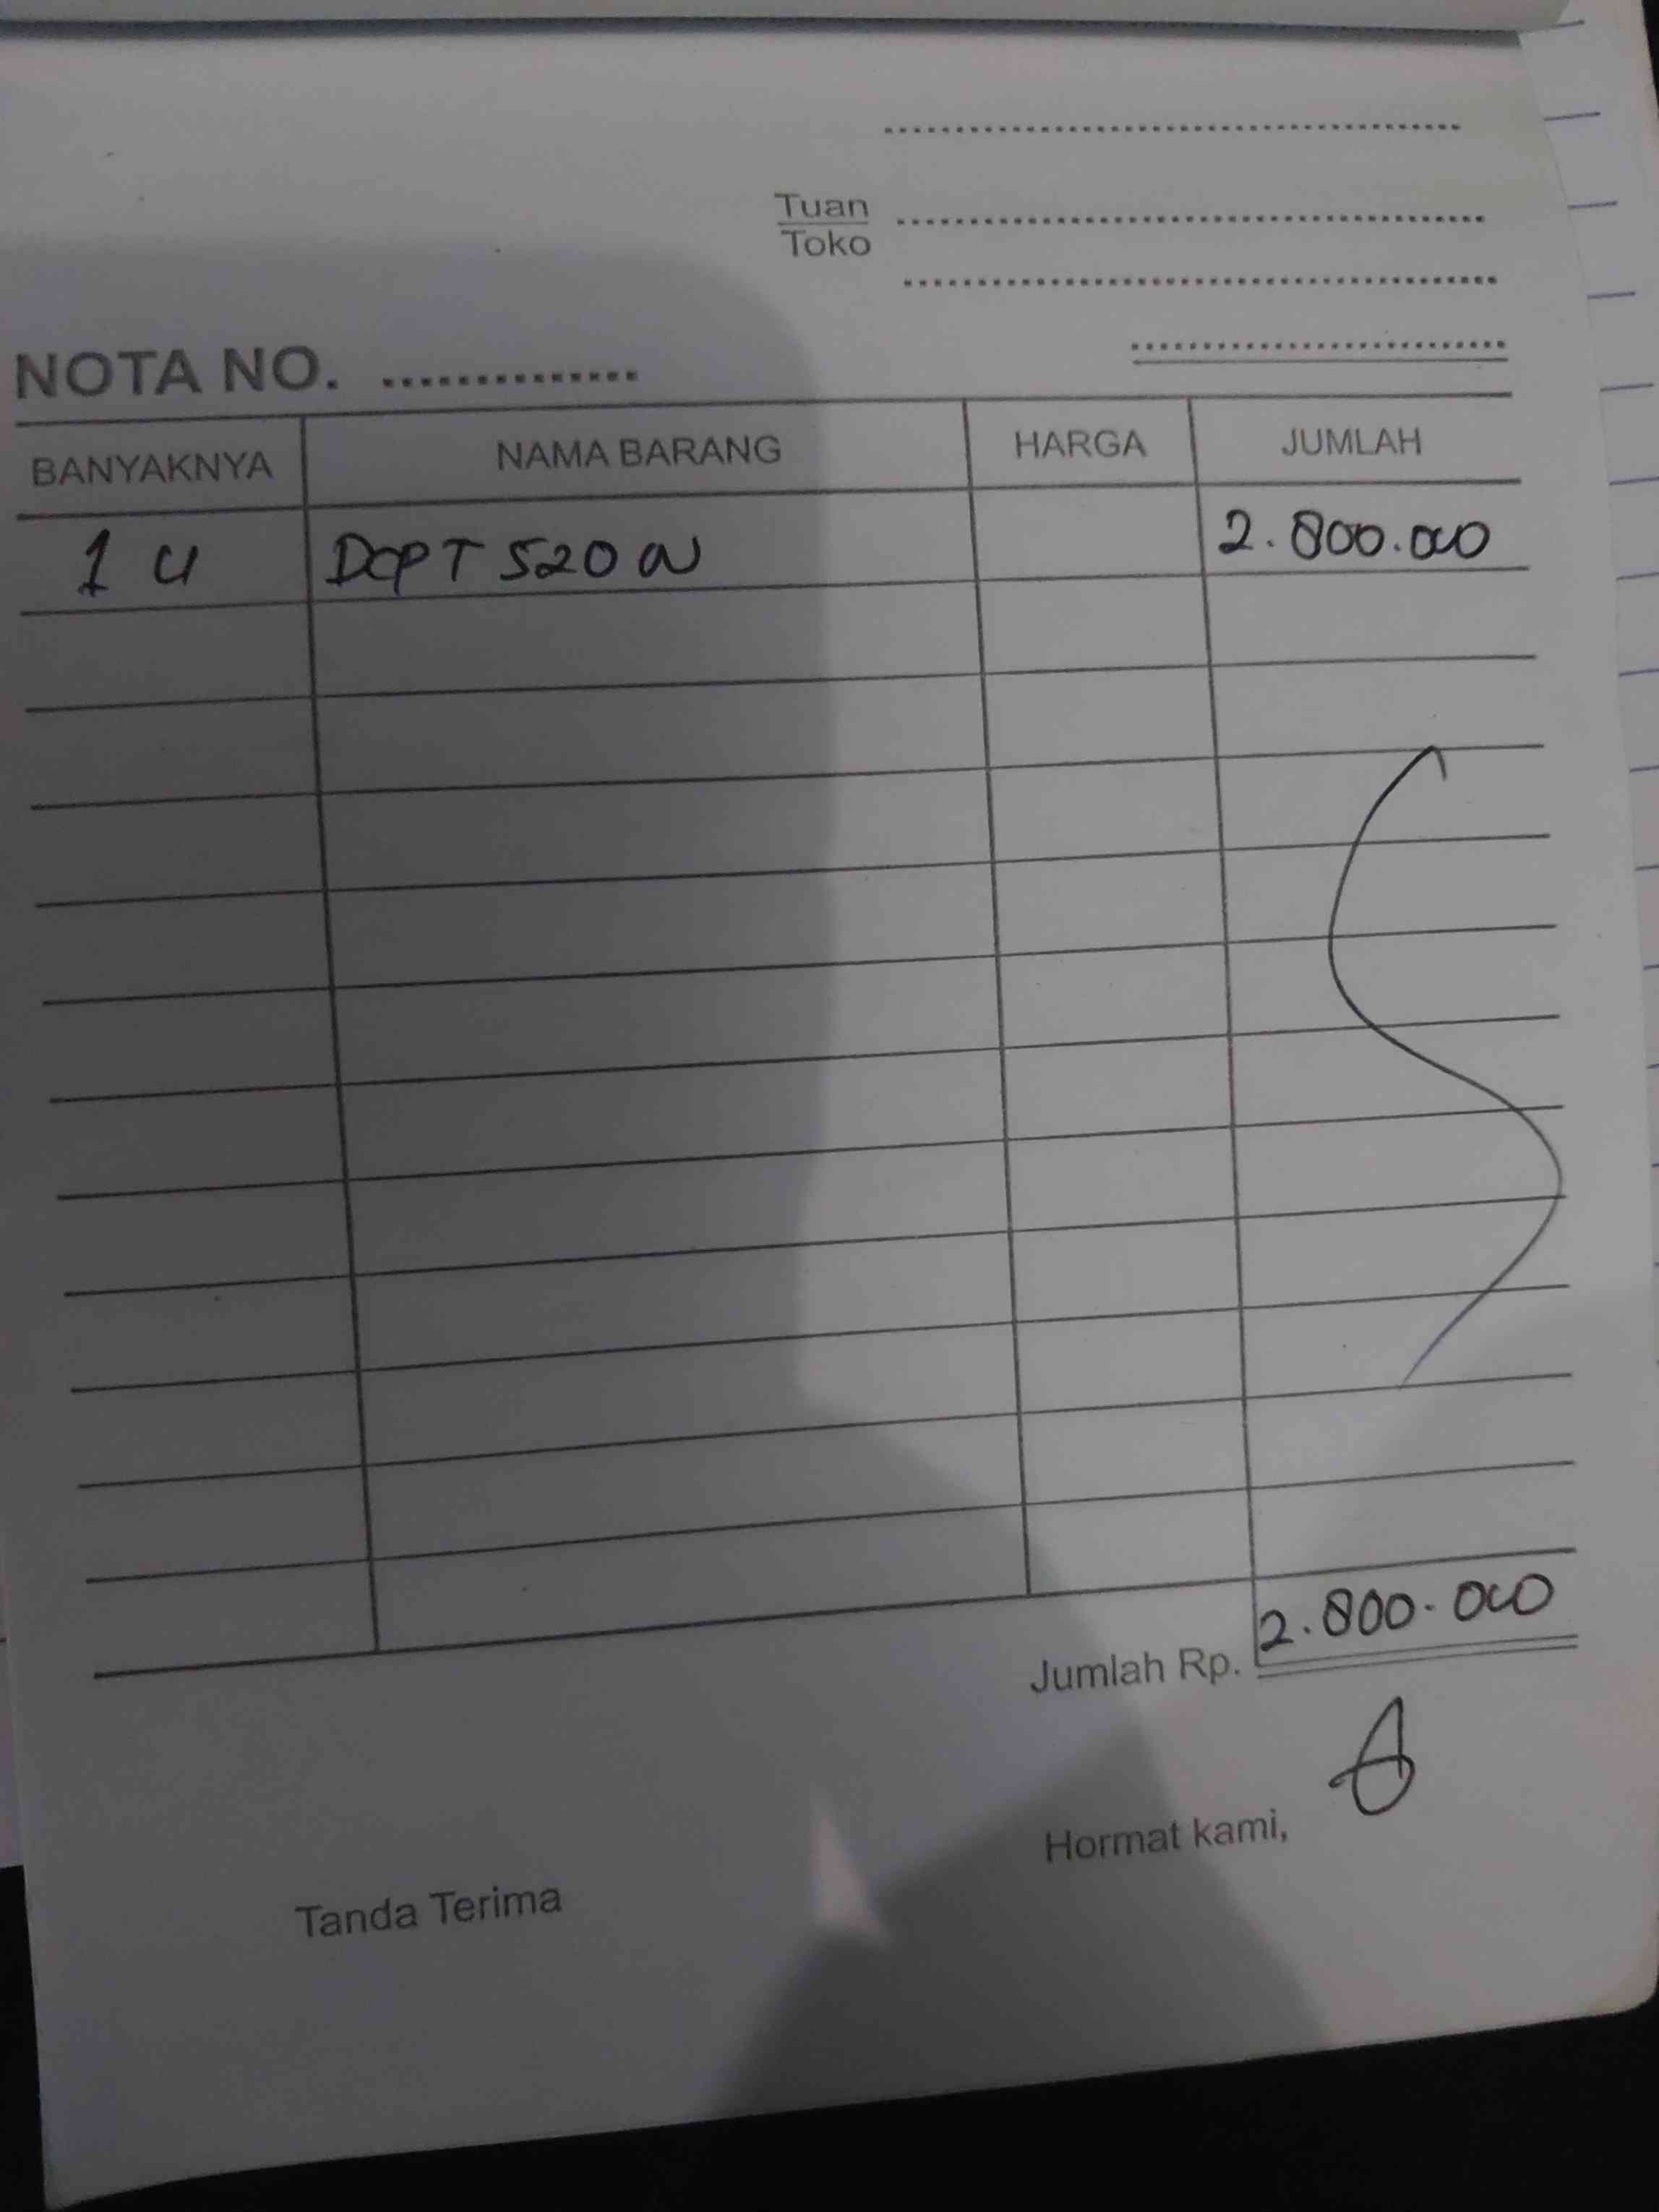 Tuan
Toko
NOTA NO. ..............
BANYAKNYA NAMA BARANG HARGA JUMLAH
1 U DCP T 520 W 2.800.000
Jumlah Rp. 2.800.000
Hormat kami,
Tanda Terima